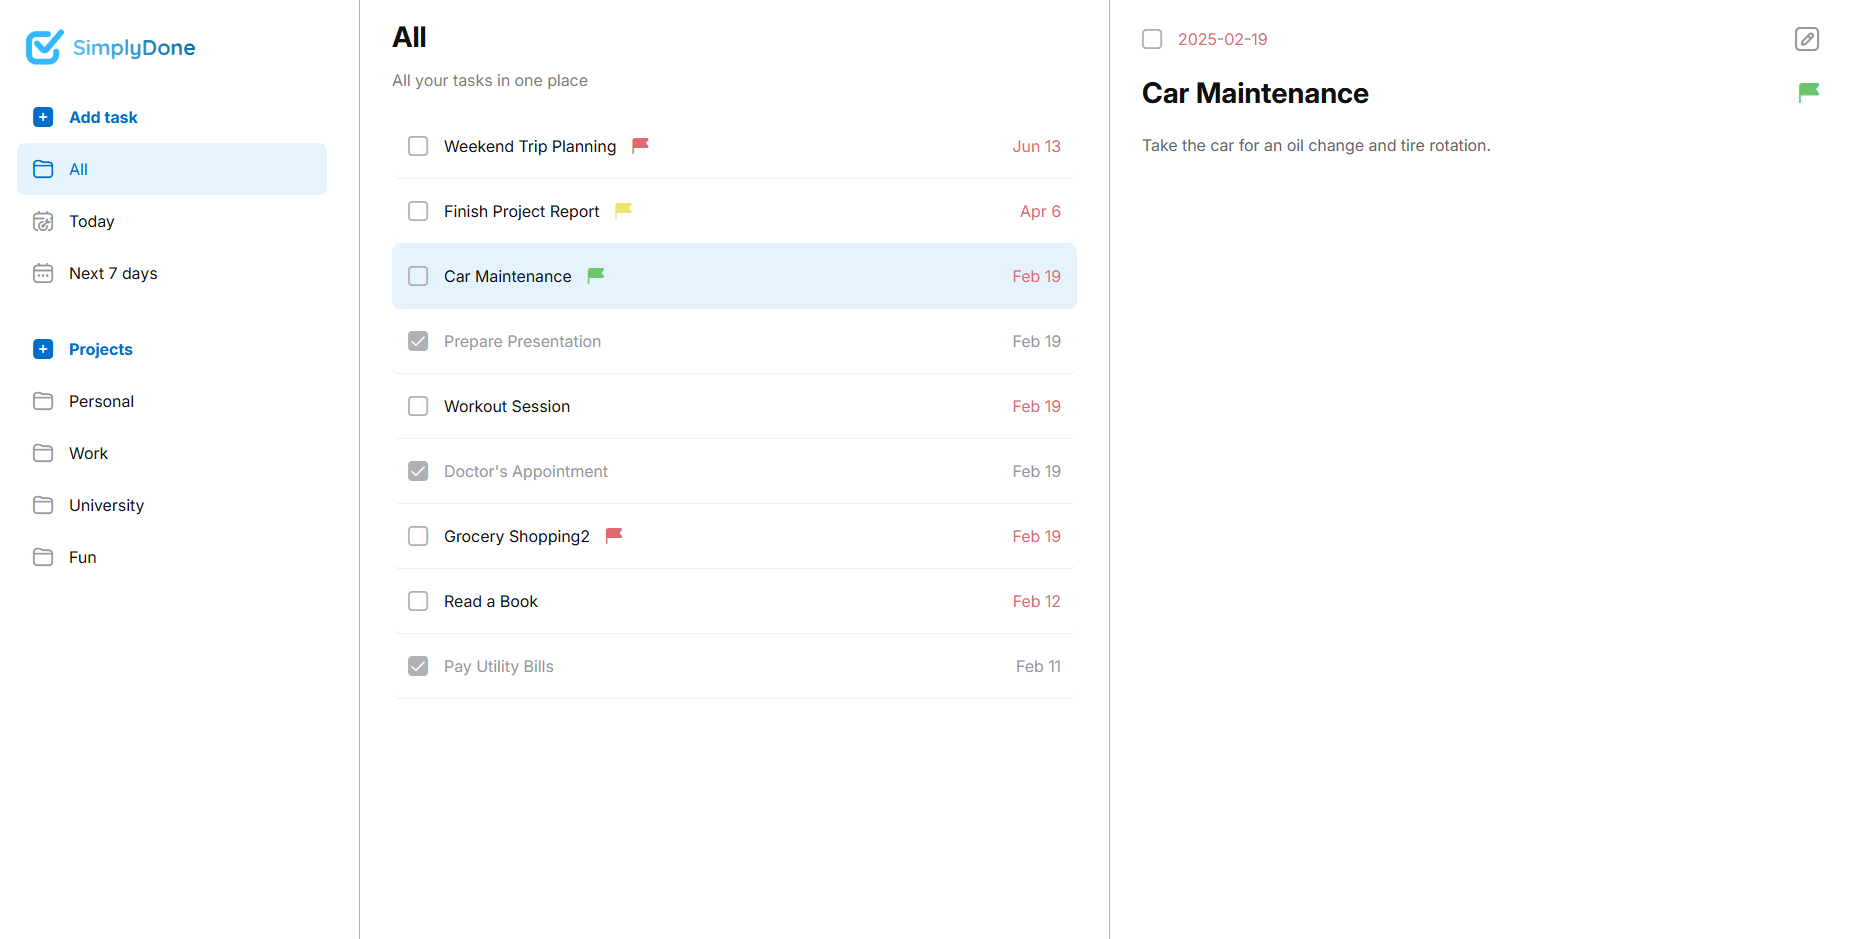 SimplyDone
Add task
All
Today
Next 7 days
Projects
Personal
Work
University
Fun
All
All your tasks in one place
Weekend Trip Planning Jun 13
Finish Project Report Apr 6
Car Maintenance Feb 19
Prepare Presentation Feb 19
Workout Session Feb 19
Doctor's Appointment Feb 19
Grocery Shopping2 Feb 19
Read a Book Feb 12
Pay Utility Bills Feb 11
2025-02-19
Car Maintenance
Take the car for an oil change and tire rotation.